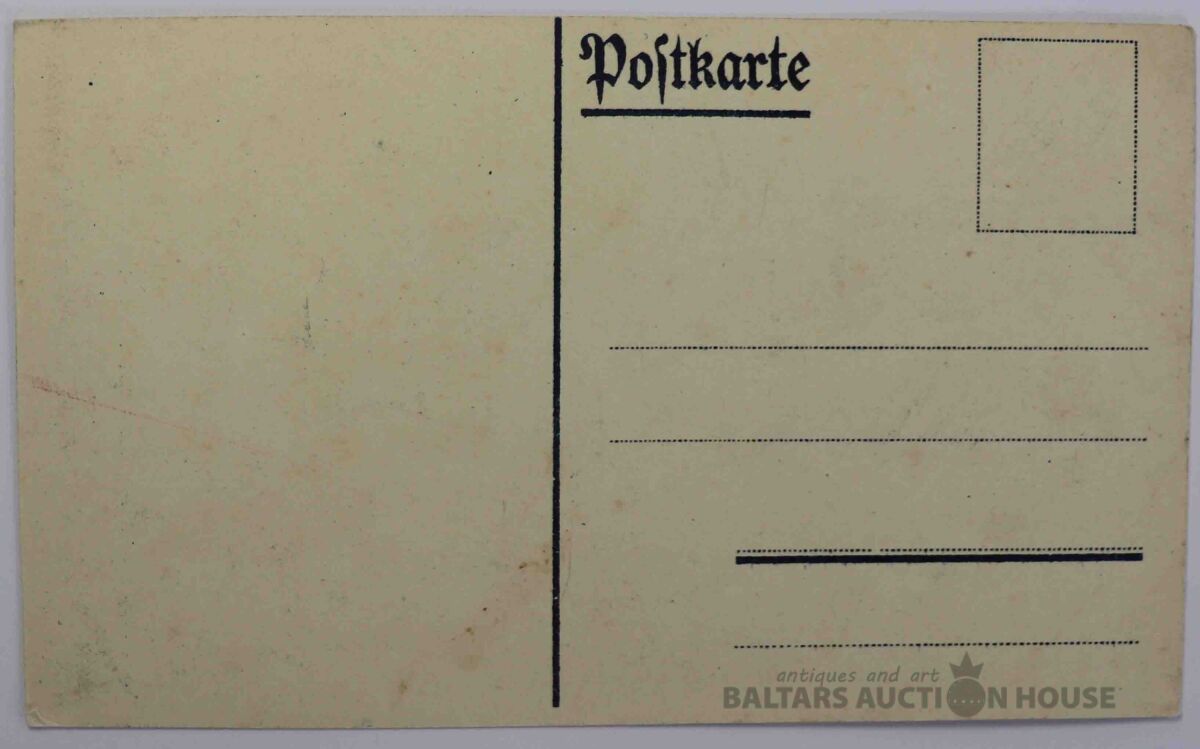 Poſtkarte
antiques and art
BALTARS AUCTION HOUSE